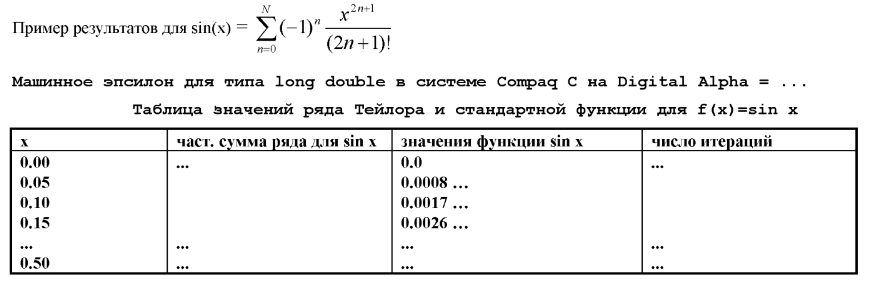 Пример результатов для sin(x) = \sum_{n=0}^{N} (-1)^n \frac{x^{2n+1}}{(2n+1)!}
Машинное эпсилон для типа long double в системе Compaq C на Digital Alpha = ...
Таблица значений ряда Тейлора и стандартной функции для f(x)=sin x
x част. сумма ряда для sin x значения функции sin x число итераций
0.00 ... 0.0 ...
0.05 0.0008 ...
0.10 0.0017 ...
0.15 0.0026 ...
... ... ... ...
0.50 ... ... ...